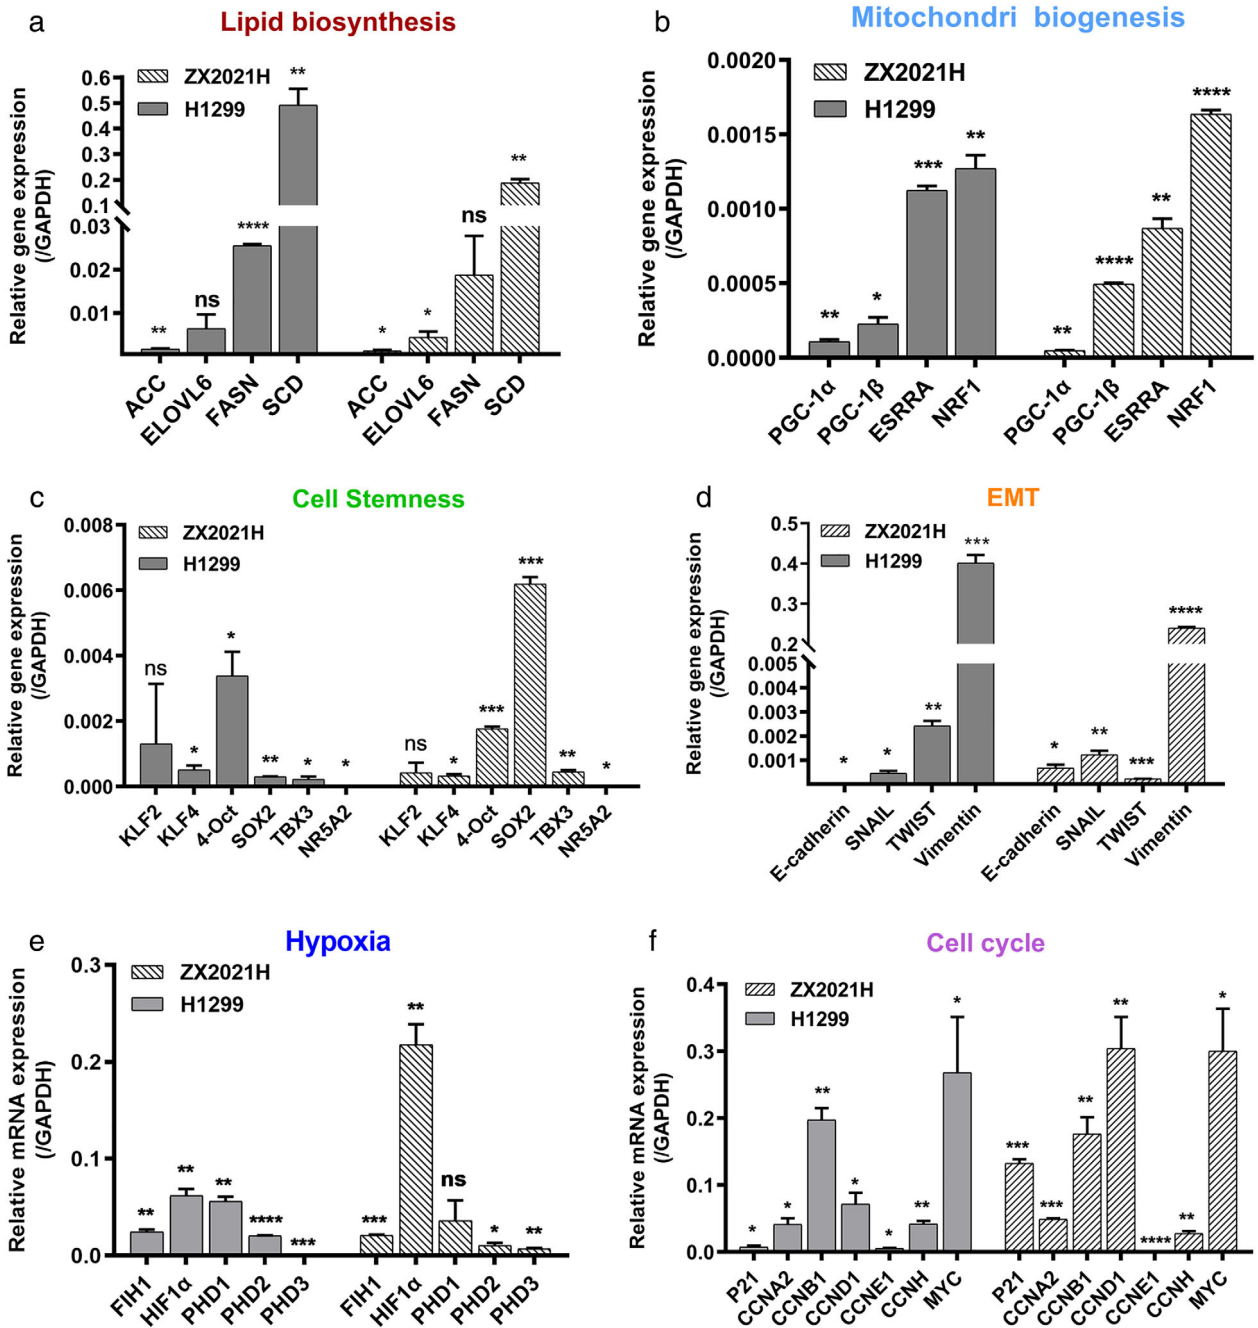 a
Lipid biosynthesis
Relative gene expression
(/GAPDH)
0.6
0.5
0.4
0.3
0.2
0.1
0.03
0.02
0.01
ZX2021H
H1299
**
ns
****
**
*
*
ns
**
ACC
ELOVL6
FASN
SCD
ACC
ELOVL6
FASN
SCD
b
Mitochondri biogenesis
Relative gene expression
(/GAPDH)
0.0020
0.0015
0.0010
0.0005
0.0000
ZX2021H
H1299
**
*
***
**
**
****
**
****
PGC-1α
PGC-1β
ESRRA
NRF1
PGC-1α
PGC-1β
ESRRA
NRF1
c
Cell Stemness
Relative gene expression
(/GAPDH)
0.008
0.006
0.004
0.002
0.000
ZX2021H
H1299
ns
*
*
**
*
*
ns
*
***
***
**
*
KLF2
KLF4
4-Oct
SOX2
TBX3
NR5A2
KLF2
KLF4
4-Oct
SOX2
TBX3
NR5A2
d
EMT
Relative gene expression
(/GAPDH)
0.5
0.4
0.3
0.2
0.005
0.004
0.003
0.002
0.001
ZX2021H
H1299
*
*
**
***
*
**
***
****
E-cadherin
SNAIL
TWIST
Vimentin
E-cadherin
SNAIL
TWIST
Vimentin
e
Hypoxia
Relative mRNA expression
(/GAPDH)
0.3
0.2
0.1
0.0
ZX2021H
H1299
**
**
**
****
***
***
**
ns
*
**
FIH1
HIF1α
PHD1
PHD2
PHD3
FIH1
HIF1α
PHD1
PHD2
PHD3
f
Cell cycle
Relative mRNA expression
(/GAPDH)
0.4
0.3
0.2
0.1
0.0
ZX2021H
H1299
*
*
**
*
*
**
*
***
***
**
**
****
**
*
P21
CCNA2
CCNB1
CCND1
CCNE1
CCNH
MYC
P21
CCNA2
CCNB1
CCND1
CCNE1
CCNH
MYC